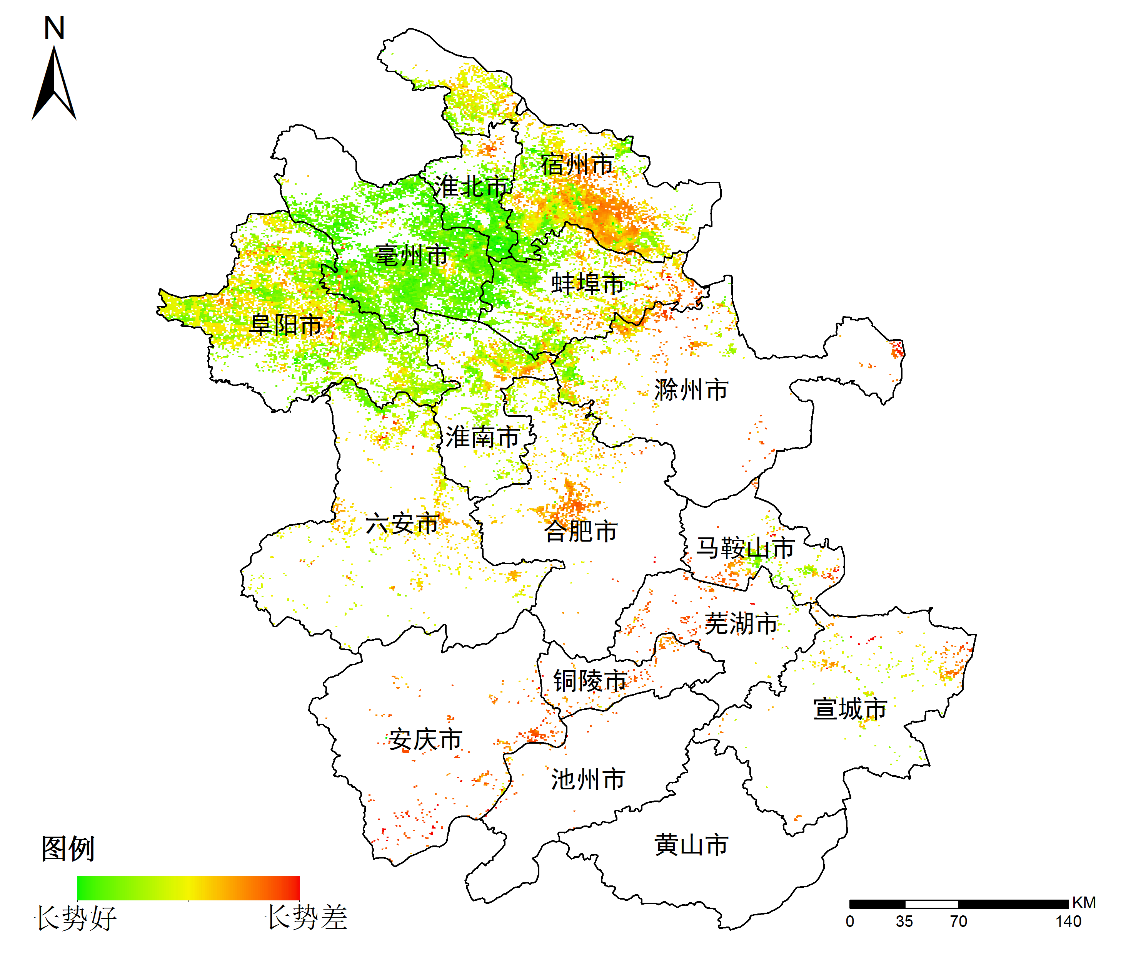 N
宿州市
淮北市
亳州市
蚌埠市
阜阳市
滁州市
淮南市
六安市
合肥市
马鞍山市
芜湖市
铜陵市
宣城市
安庆市
池州市
黄山市
图例
长势好 长势差
KM
0 35 70 140